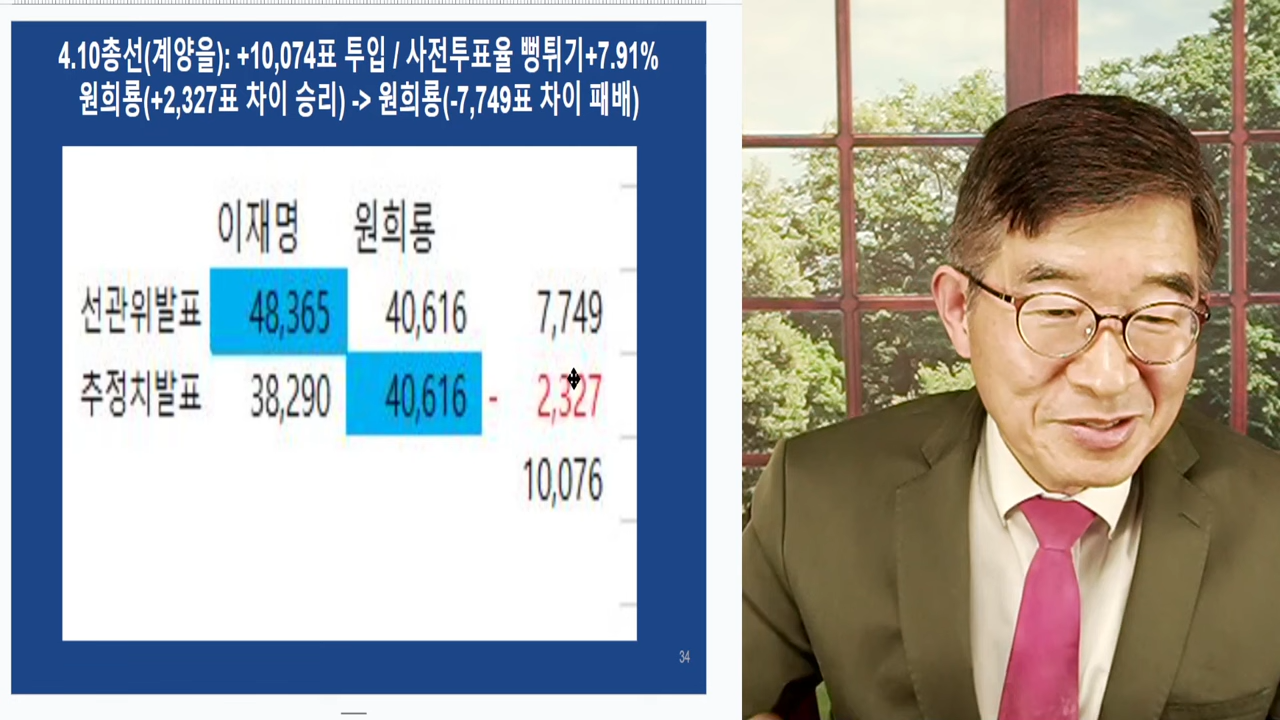 4.10총선(계양을): +10,074표 투입 / 사전투표율 뻥튀기+7.91%
원희룡(+2,327표 차이 승리) -> 원희룡(-7,749표 차이 패배)
이재명 원희룡
선관위발표 48,365 40,616 7,749
추정치발표 38,290 40,616 - 2,327
10,076
34